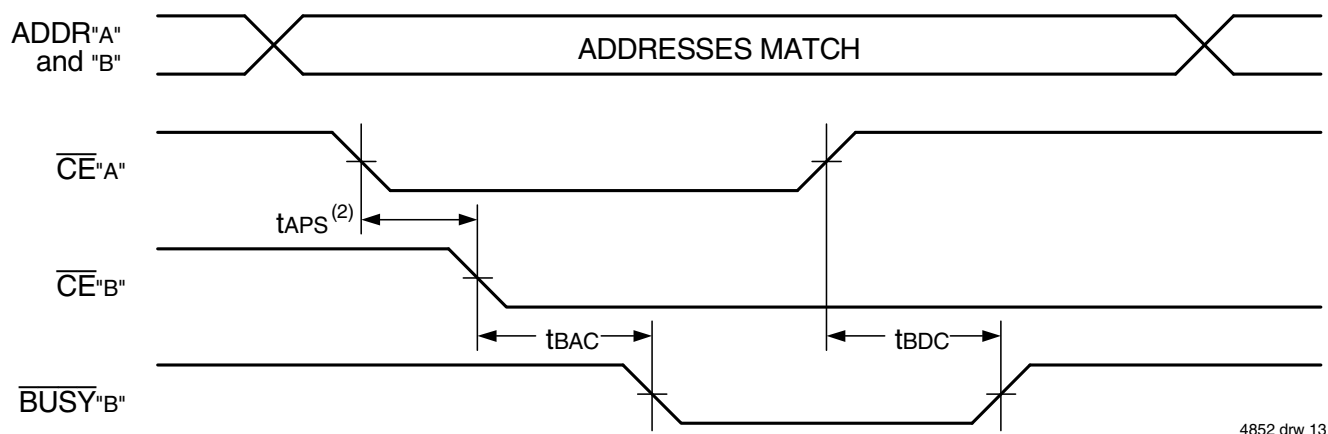 ADDR"A"
and "B"
ADDRESSES MATCH
CE"A"
tAPS(2)
CE"B"
tBAC
tBDC
BUSY"B"
4852 drw 13